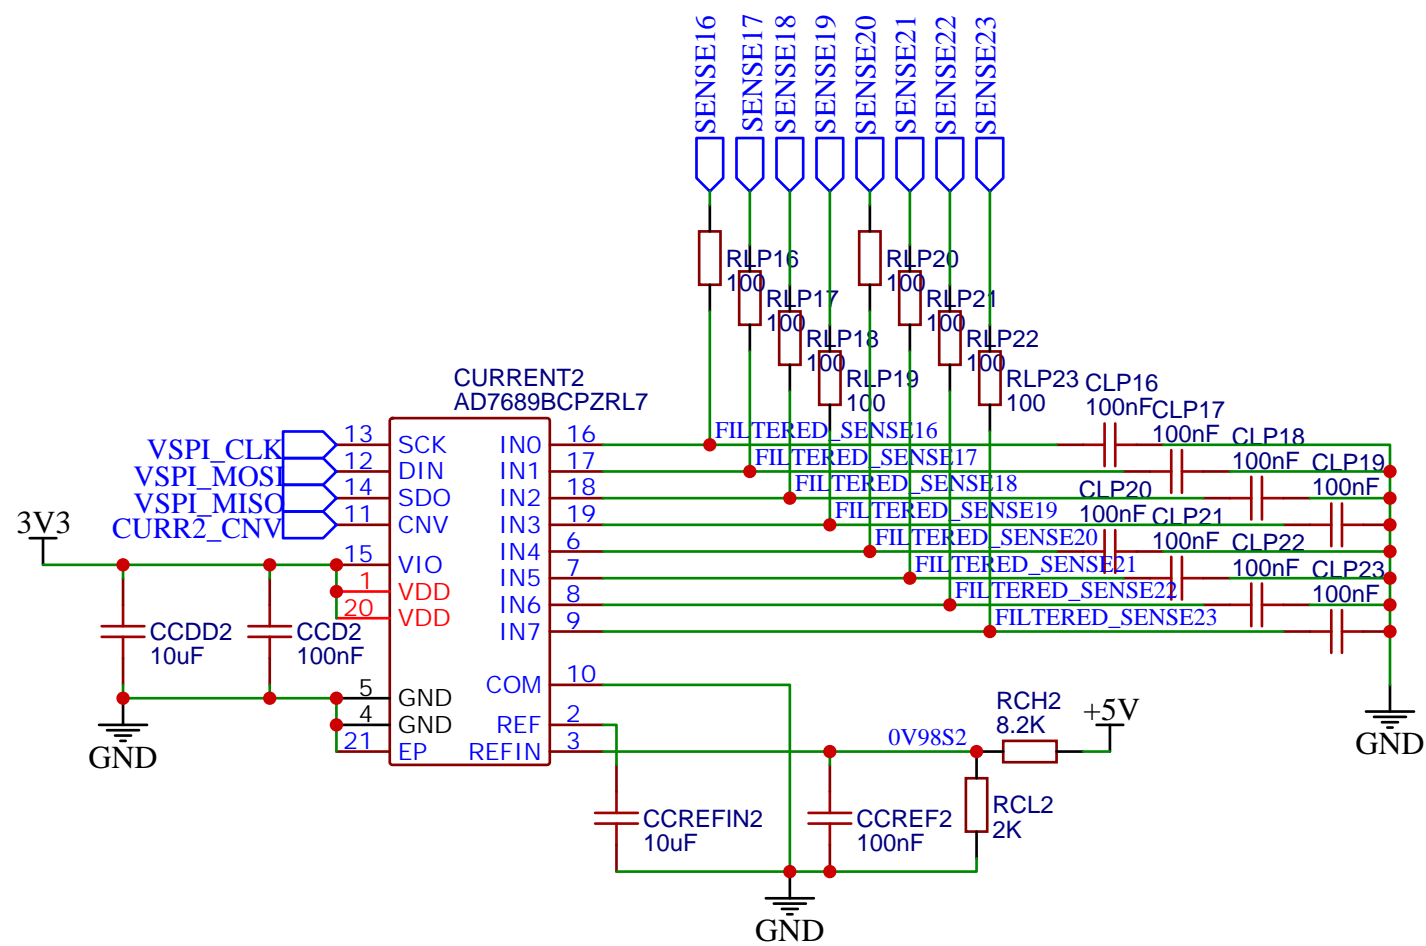 SENSE16
SENSE17
SENSE18
SENSE19
SENSE20
SENSE21
SENSE22
SENSE23
RLP16
100
RLP17
100
RLP18
100
RLP19
100
RLP20
100
RLP21
100
RLP22
100
RLP23
100
CURRENT2
AD7689BCPZRL7
VSPI_CLK
13
SCK
IN0
16
FILTERED_SENSE16
VSPI_MOSI
12
DIN
IN1
17
FILTERED_SENSE17
VSPI_MISO
14
SDO
IN2
18
FILTERED_SENSE18
CURR2_CNV
11
CNV
IN3
19
FILTERED_SENSE19
3V3
15
VIO
IN4
6
FILTERED_SENSE20
1
VDD
IN5
7
FILTERED_SENSE21
20
VDD
IN6
8
FILTERED_SENSE22
IN7
9
FILTERED_SENSE23
CLP16
100nF
CLP17
100nF
CLP18
100nF
CLP19
100nF
CLP20
100nF
CLP21
100nF
CLP22
100nF
CLP23
100nF
CCDD2
10uF
CCD2
100nF
COM
10
5
GND
4
GND
REF
2
21
EP
REFIN
3
0V98S2
RCH2
8.2K
+5V
GND
GND
CCREFIN2
10uF
CCREF2
100nF
RCL2
2K
GND